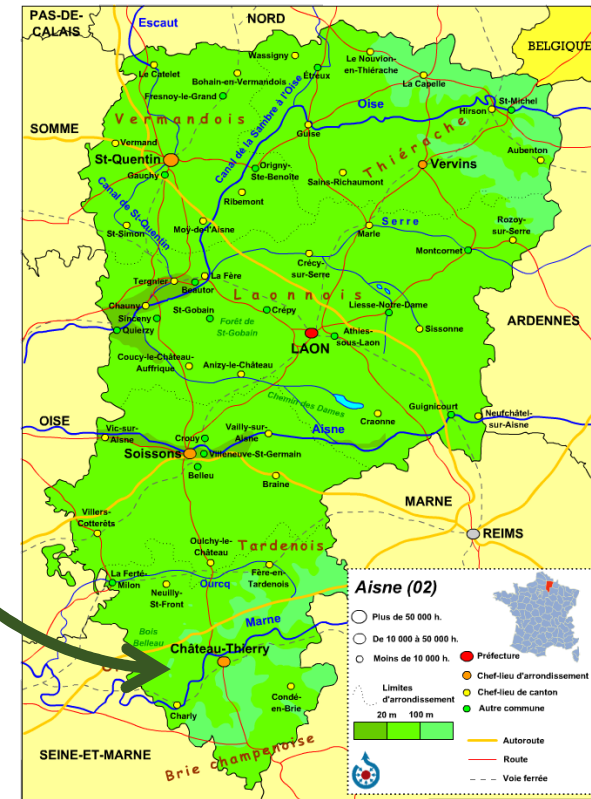 PAS-DE-
CALAIS
Escaut
NORD
BELGIQUE
Wassigny
Le Nouvion-
en-Thiérache
Le Catelet
Bohain-en-Vermandois
Étreux
La Capelle
Fresnoy-le-Grand
Canal de la Sambre à l'Oise
Oise
Hirson
St-Michel
SOMME
Vermandois
Guise
Vermand
Thiérache
Aubenton
St-Quentin
Vervins
Gauchy
Origny-
Ste-Benoîte
Sains-Richaumont
Canal de St-Quentin
Ribemont
St-Simon
Moÿ-de-l'Aisne
Serre
Marle
Rozoy-
sur-Serre
Montcornet
Crécy-
sur-Serre
Tergnier
La Fère
Beautor
Laonnais
Chauny
Sinceny
St-Gobain
Crépy
Liesse-Notre-Dame
ARDENNES
Quierzy
Forêt de
St-Gobain
LAON
Athies-
sous-Laon
Sissonne
Coucy-le-Château-
Auffrique
Anizy-le-Château
Chemin des Dames
Craonne
Guignicourt
Neufchâtel-
sur-Aisne
OISE
Vic-sur-
Aisne
Crouy
Vailly-sur-
Aisne
Aisne
Soissons
Villeneuve-St-Germain
Belleu
Braine
MARNE
Villers-
Cotterêts
REIMS
Oulchy-le-
Château
Tardenois
La Ferté-
Milon
Ourcq
Fère-en-
Tardenois
Neuilly-
St-Front
Marne
Bois
Belleau
Château-Thierry
Condé-
en-Brie
Charly
SEINE-ET-MARNE
Brie champenoise
Aisne (02)
Plus de 50 000 h.
De 10 000 à 50 000 h.
Moins de 10 000 h.
Préfecture
Chef-lieu d'arrondissement
Chef-lieu de canton
Autre commune
Limites
d'arrondissement
20 m 100 m
Autoroute
Route
Voie ferrée